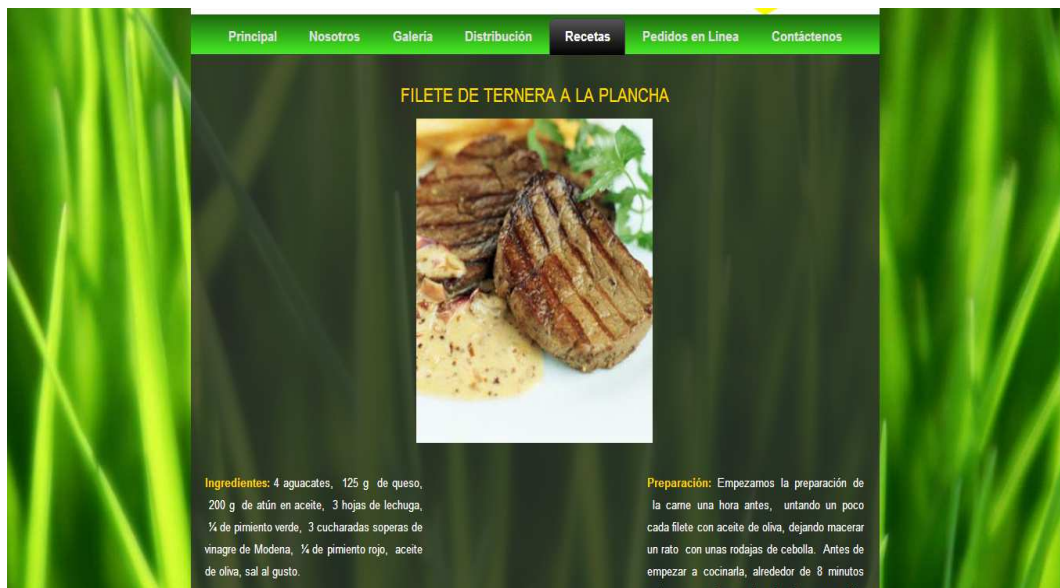 Principal Nosotros Galería Distribución Recetas Pedidos en Linea Contáctenos
FILETE DE TERNERA A LA PLANCHA
Ingredientes: 4 aguacates, 125 g de queso,
200 g de atún en aceite, 3 hojas de lechuga,
¼ de pimiento verde, 3 cucharadas soperas de
vinagre de Modena, ¼ de pimiento rojo, aceite
de oliva, sal al gusto.
Preparación: Empezamos la preparación de
la carne una hora antes, untando un poco
cada filete con aceite de oliva, dejando macerar
un rato con unas rodajas de cebolla. Antes de
empezar a cocinarla, alrededor de 8 minutos